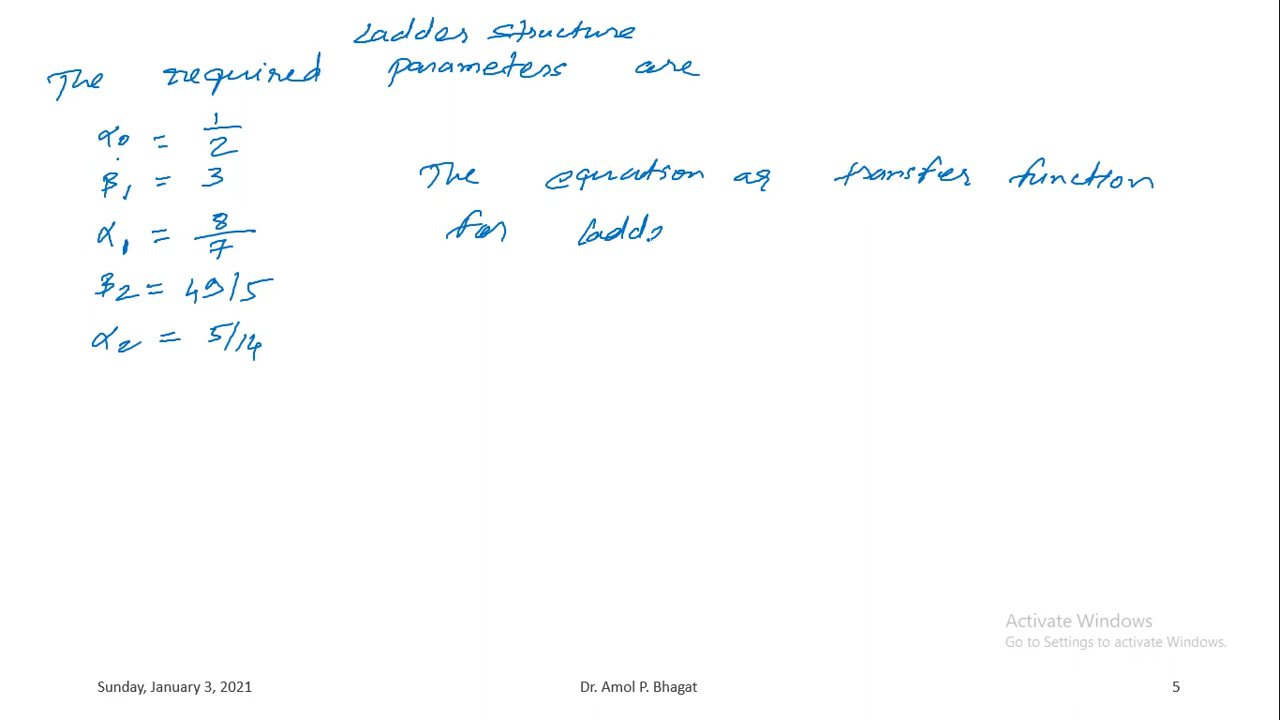 Ladder structure
The required parameters are
α₀ = 1/2
β₁ = 3
The equation as transfer function
α₁ = 8/7
for ladde
β₂ = 49/5
α₂ = 5/14
Activate Windows
Go to Settings to activate Windows.
Sunday, January 3, 2021
Dr. Amol P. Bhagat
5